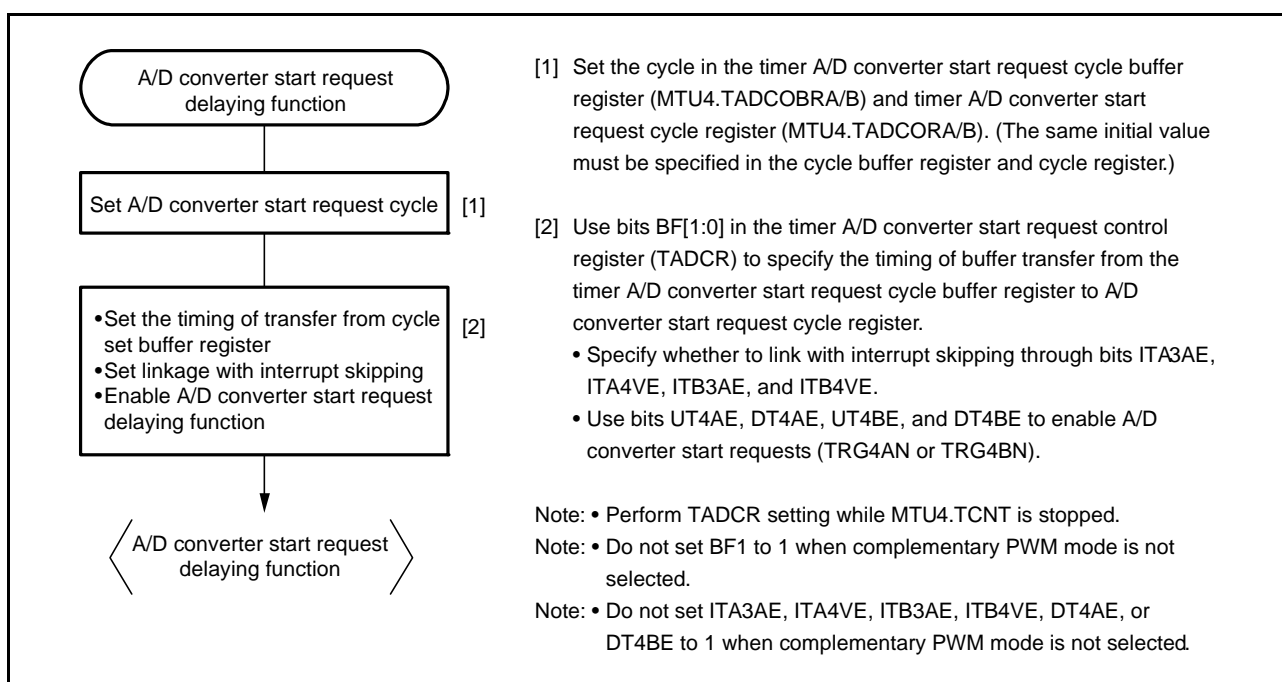 A/D converter start request
delaying function
Set A/D converter start request cycle
[1]
•Set the timing of transfer from cycle
set buffer register
•Set linkage with interrupt skipping
•Enable A/D converter start request
delaying function
[2]
A/D converter start request
delaying function
[1] Set the cycle in the timer A/D converter start request cycle buffer
register (MTU4.TADCOBRA/B) and timer A/D converter start
request cycle register (MTU4.TADCORA/B). (The same initial value
must be specified in the cycle buffer register and cycle register.)
[2] Use bits BF[1:0] in the timer A/D converter start request control
register (TADCR) to specify the timing of buffer transfer from the
timer A/D converter start request cycle buffer register to A/D
converter start request cycle register.
• Specify whether to link with interrupt skipping through bits ITA3AE,
ITA4VE, ITB3AE, and ITB4VE.
• Use bits UT4AE, DT4AE, UT4BE, and DT4BE to enable A/D
converter start requests (TRG4AN or TRG4BN).
Note: • Perform TADCR setting while MTU4.TCNT is stopped.
Note: • Do not set BF1 to 1 when complementary PWM mode is not
selected.
Note: • Do not set ITA3AE, ITA4VE, ITB3AE, ITB4VE, DT4AE, or
DT4BE to 1 when complementary PWM mode is not selected.